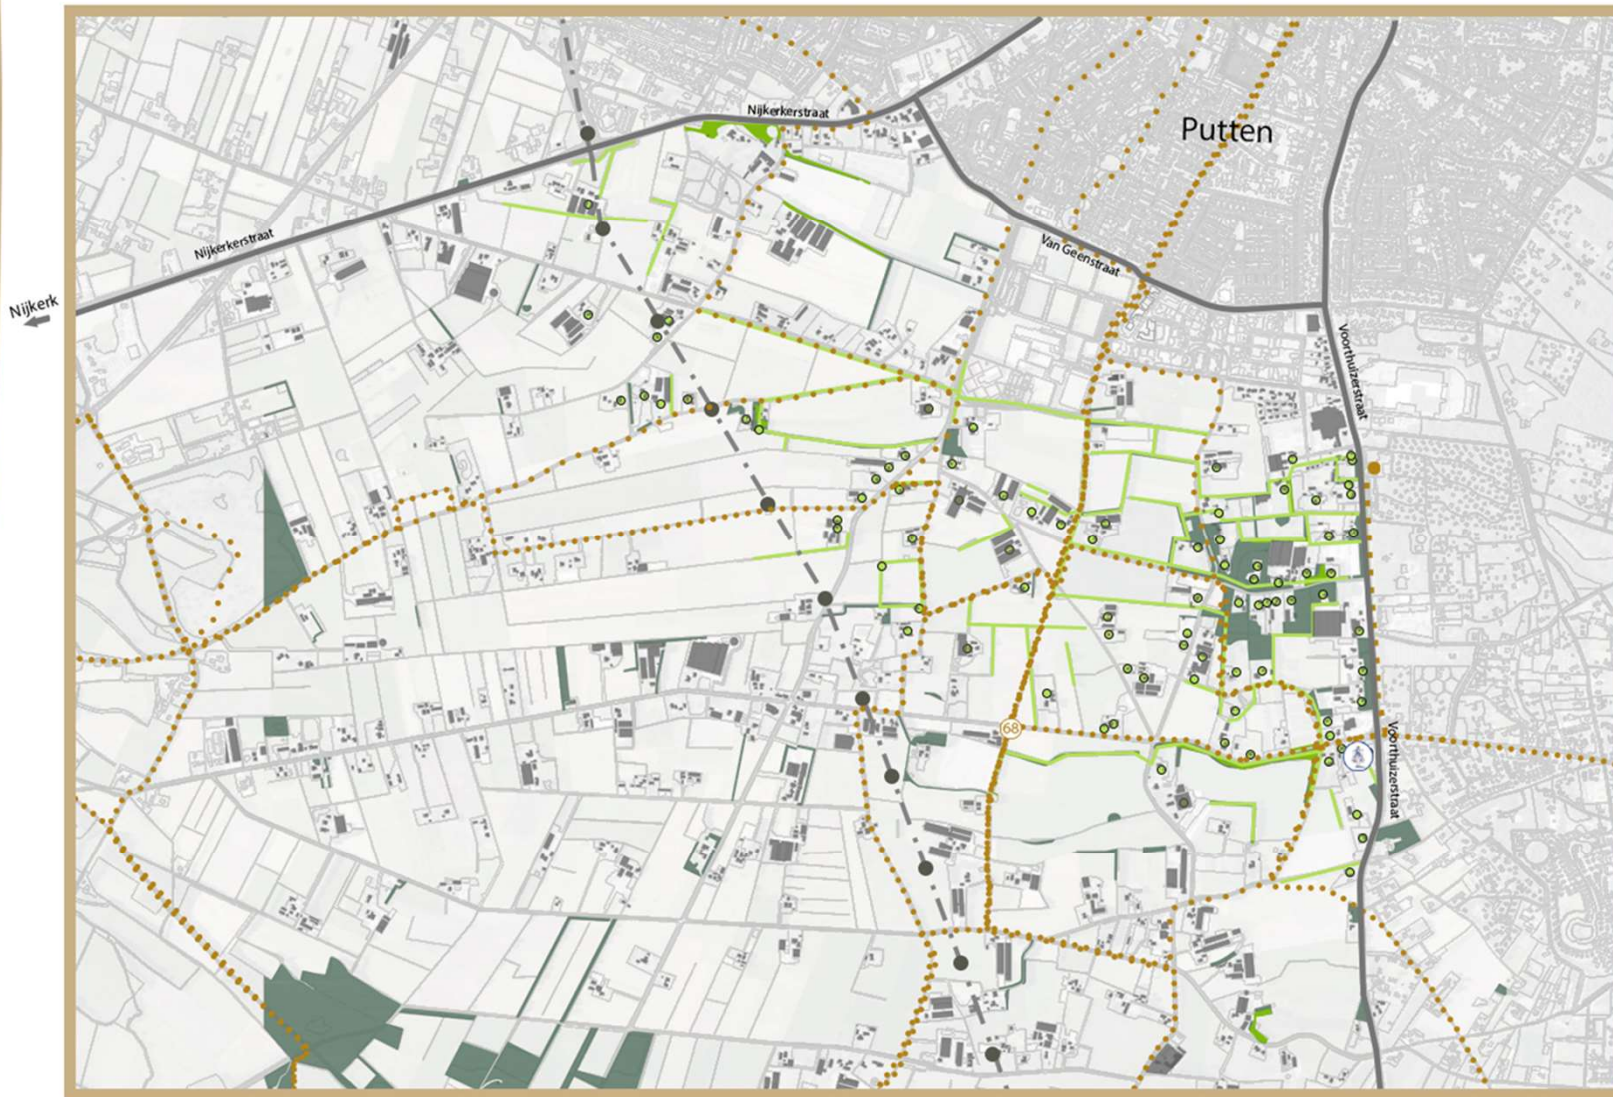 Nijkerkerstraat
Putten
Nijkerkerstraat
Van Geenstraat
Nijkerk
Voorthuizerstraat
68
Voorthuizerstraat